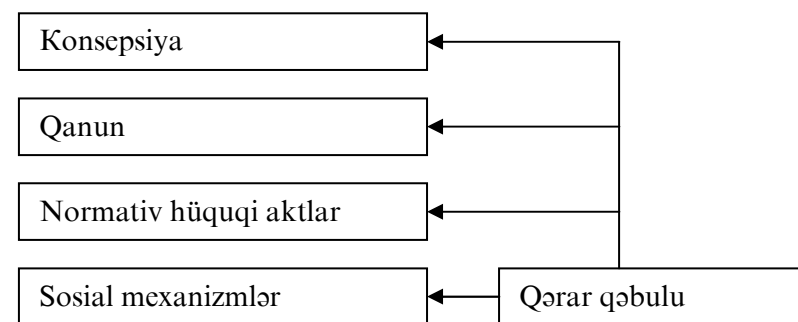 Konsepsiya
Qanun
Normativ hüquqi aktlar
Sosial mexanizmlər
Qərar qəbulu